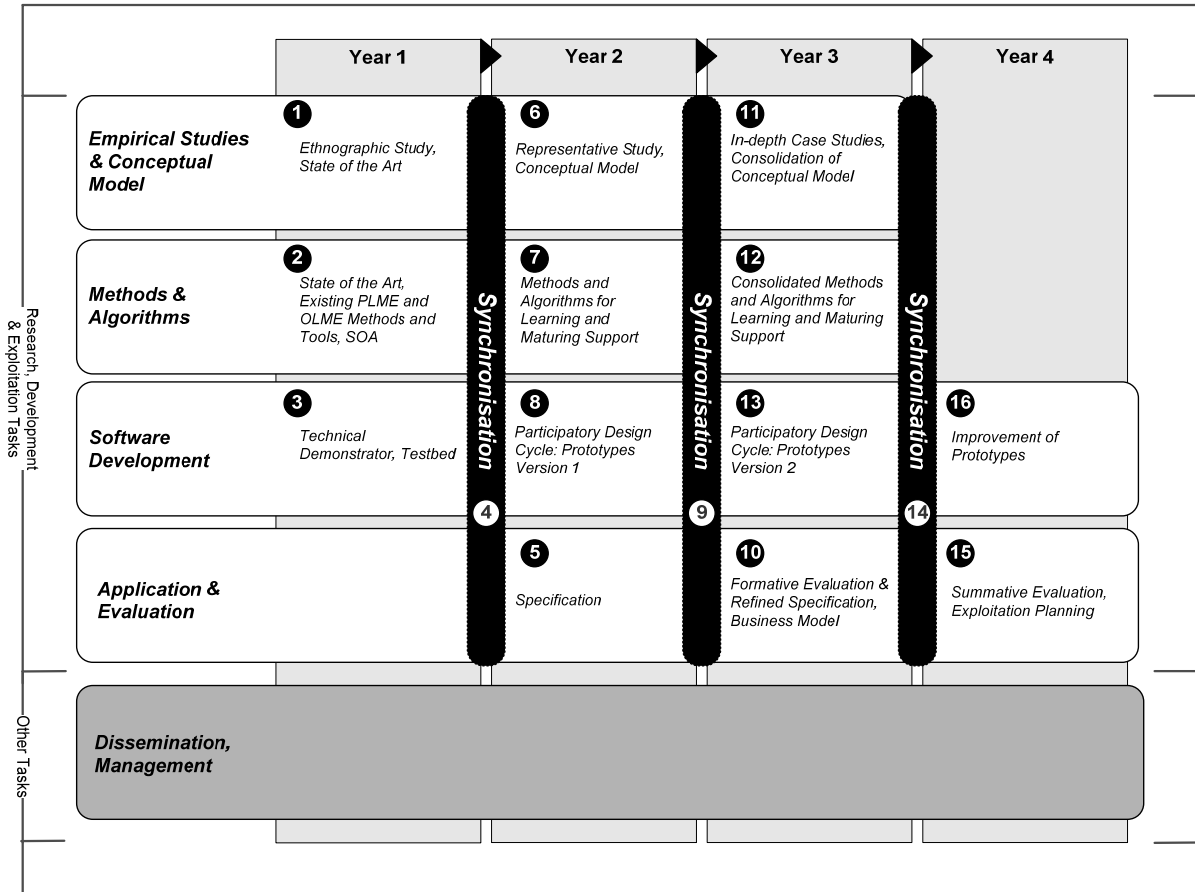 Year 1
Year 2
Year 3
Year 4
Research, Development
& Exploitation Tasks
Empirical Studies
& Conceptual
Model
1
Ethnographic Study,
State of the Art
6
Representative Study,
Conceptual Model
11
In-depth Case Studies,
Consolidation of
Conceptual Model
Methods &
Algorithms
2
State of the Art,
Existing PLME and
OLME Methods and
Tools, SOA
7
Methods and
Algorithms for
Learning and
Maturing Support
12
Consolidated Methods
and Algorithms for
Learning and Maturing
Support
Software
Development
3
Technical
Demonstrator, Testbed
8
Participatory Design
Cycle: Prototypes
Version 1
13
Participatory Design
Cycle: Prototypes
Version 2
16
Improvement of
Prototypes
Synchronisation
4
Synchronisation
9
Synchronisation
14
Application &
Evaluation
5
Specification
10
Formative Evaluation &
Refined Specification,
Business Model
15
Summative Evaluation,
Exploitation Planning
Other Tasks
Dissemination,
Management